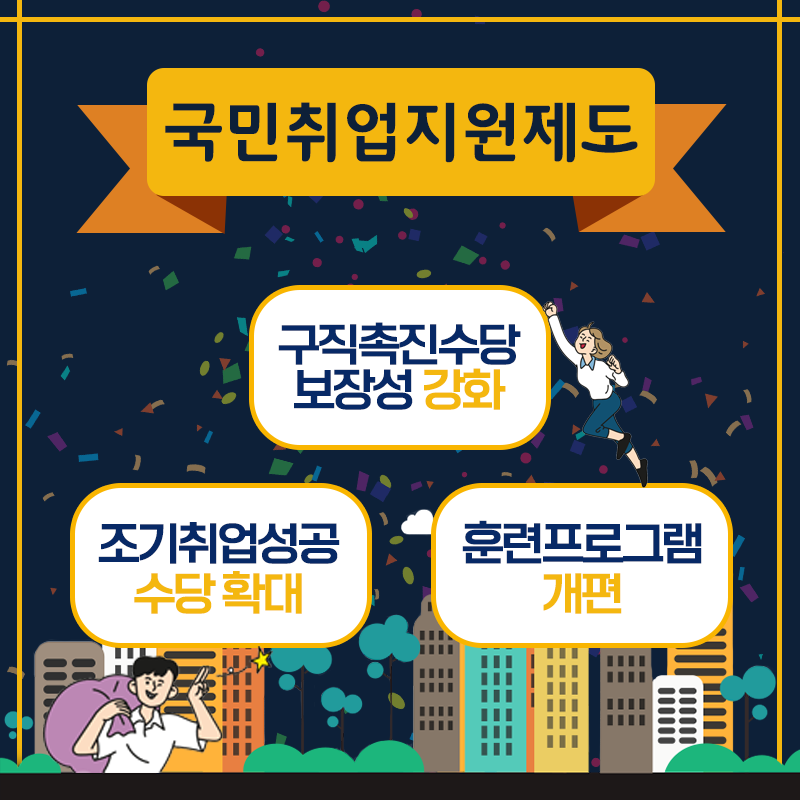 국민취업지원제도
구직촉진수당
보장성 강화
조기취업성공
수당 확대
훈련프로그램
개편